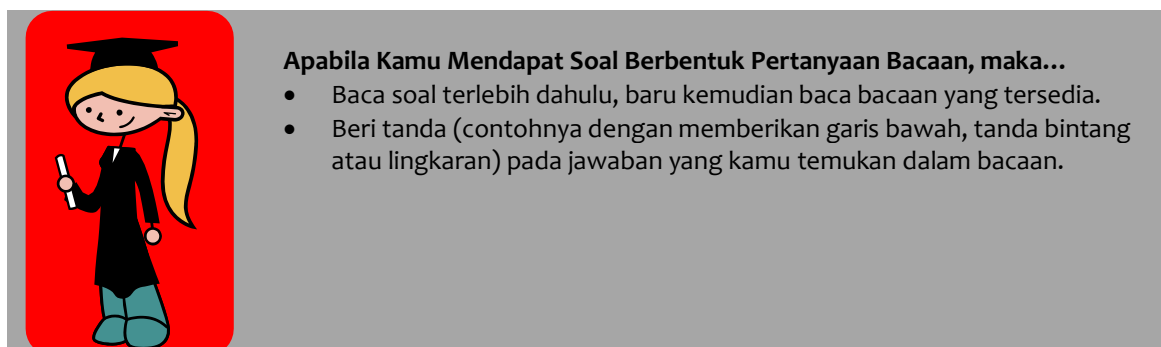 Apabila Kamu Mendapat Soal Berbentuk Pertanyaan Bacaan, maka...
• Baca soal terlebih dahulu, baru kemudian baca bacaan yang tersedia.
• Beri tanda (contohnya dengan memberikan garis bawah, tanda bintang
atau lingkaran) pada jawaban yang kamu temukan dalam bacaan.